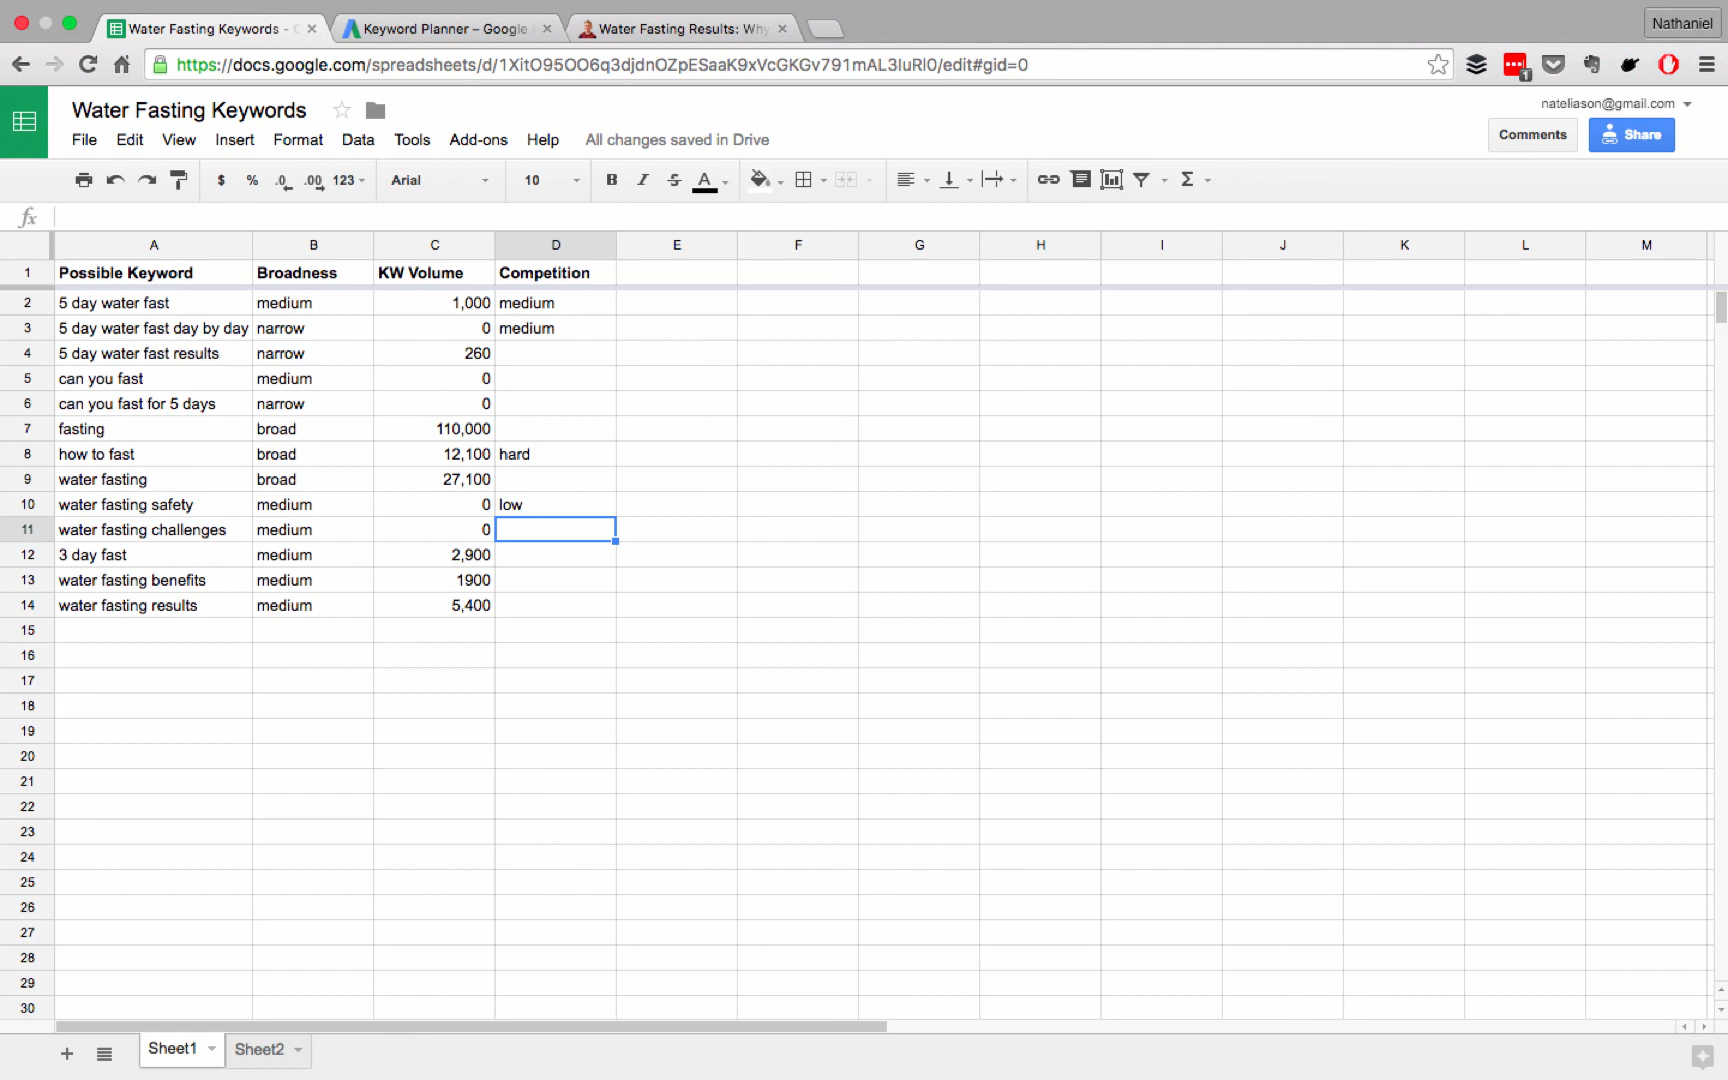 Water Fasting Keywords - Keyword Planner – Google Water Fasting Results: Why Nathaniel
https://docs.google.com/spreadsheets/d/
Water Fasting Keywords nateliason@gmail.com
File Edit View Insert Format Data Tools Add-ons Help All changes saved in Drive Comments Share
$ % .0 .00 123 Arial 10 B I S A Σ
fx
A B C D E F G H I J K L M
1 Possible Keyword Broadness KW Volume Competition
2 5 day water fast medium 1,000 medium
3 5 day water fast day by day narrow 0 medium
4 5 day water fast results narrow 260
5 can you fast medium 0
6 can you fast for 5 days narrow 0
7 fasting broad 110,000
8 how to fast broad 12,100 hard
9 water fasting broad 27,100
10 water fasting safety medium 0 low
11 water fasting challenges medium 0
12 3 day fast medium 2,900
13 water fasting benefits medium 1900
14 water fasting results medium 5,400
15
16
17
18
19
20
21
22
23
24
25
26
27
28
29
30
+ Sheet1 Sheet2